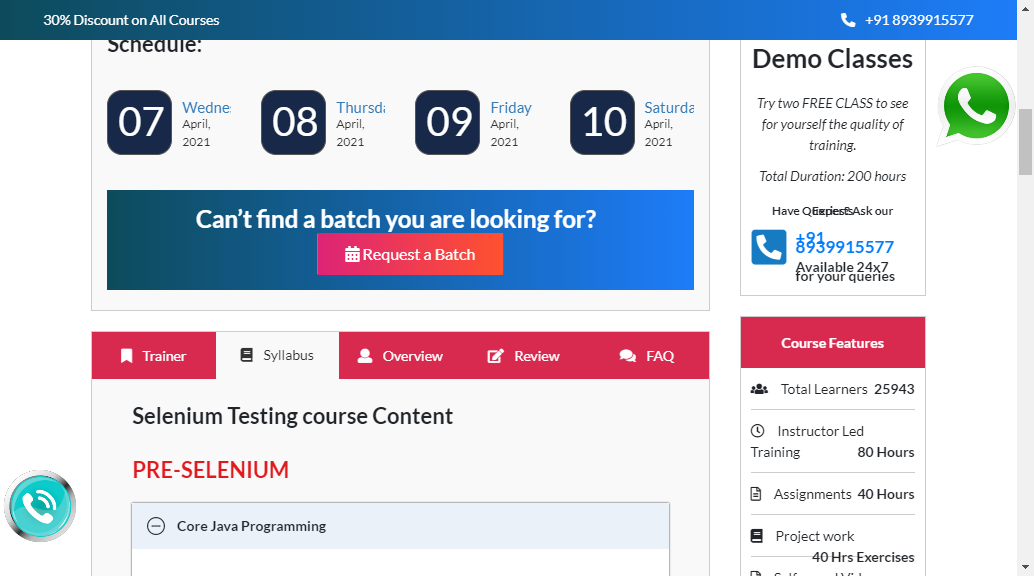 30% Discount on All Courses
+91 8939915577
Schedule:
07
Wednes
April,
2021
08
Thursda
April,
2021
09
Friday
April,
2021
10
Saturda
April,
2021
Can't find a batch you are looking for?
Request a Batch
Trainer
Syllabus
Overview
Review
FAQ
Selenium Testing course Content
PRE-SELENIUM
Core Java Programming
Demo Classes
Try two FREE CLASS to see
for yourself the quality of
training.
Total Duration: 200 hours
Have Queries? Ask our
Experts
+91
8939915577
Available 24x7
for your queries
Course Features
Total Learners 25943
Instructor Led
Training 80 Hours
Assignments 40 Hours
Project work
40 Hrs Exercises